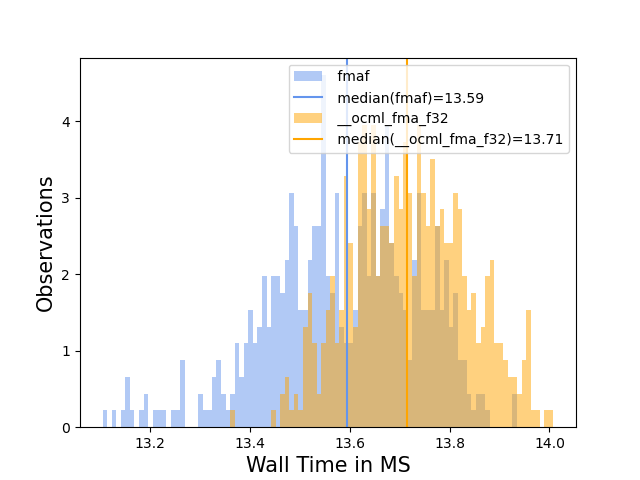 fmaf
median(fmaf)=13.59
__ocml_fma_f32
median(__ocml_fma_f32)=13.71
Observations
4
3
2
1
0
13.2 13.4 13.6 13.8 14.0
Wall Time in MS